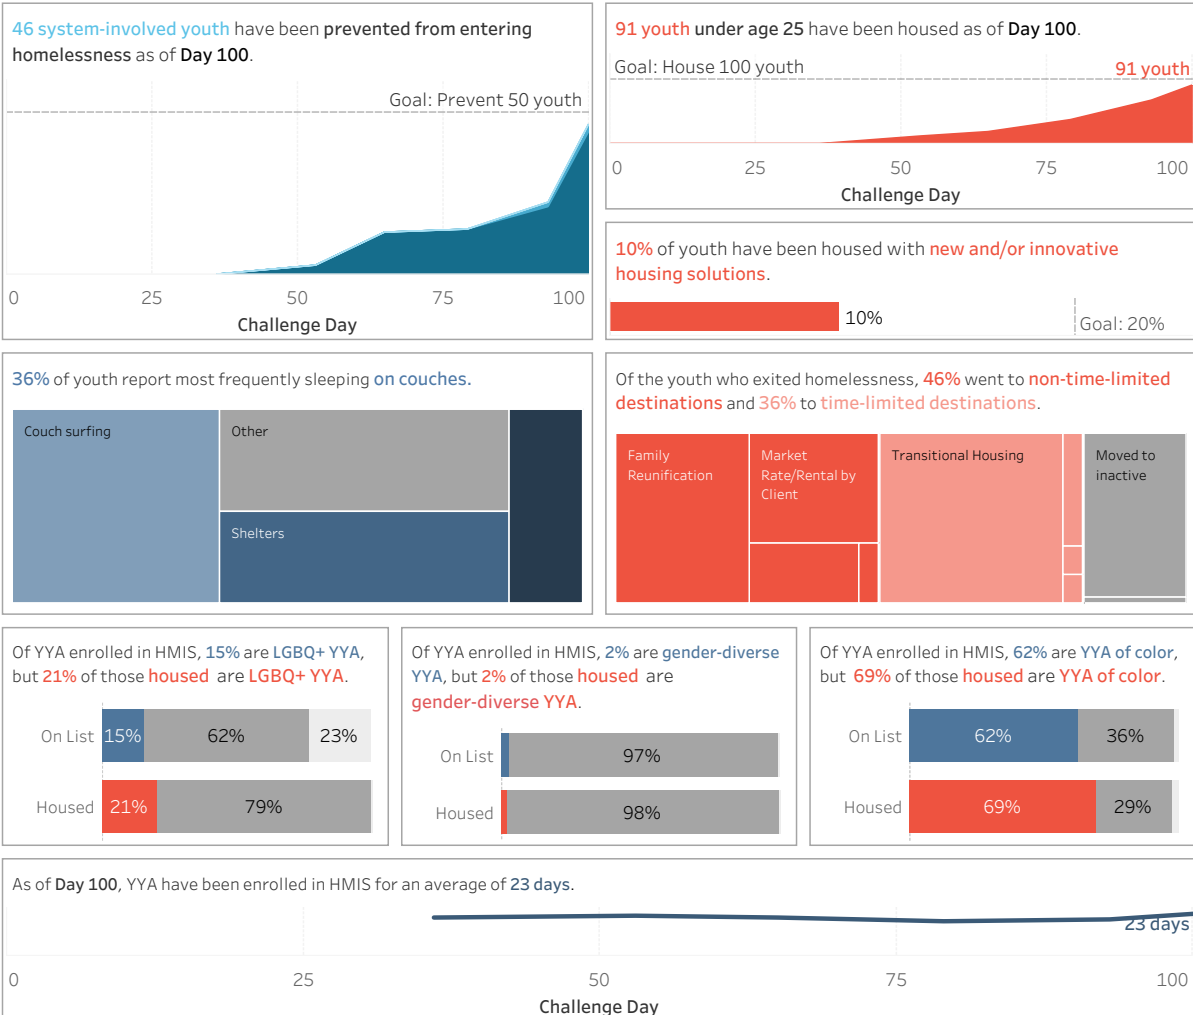 46 system-involved youth have been prevented from entering
homelessness as of Day 100.
Goal: Prevent 50 youth
0 25 50 75 100
Challenge Day
91 youth under age 25 have been housed as of Day 100.
Goal: House 100 youth
91 youth
0 25 50 75 100
Challenge Day
10% of youth have been housed with new and/or innovative
housing solutions.
10%
Goal: 20%
36% of youth report most frequently sleeping on couches.
Couch surfing
Other
Shelters
Of the youth who exited homelessness, 46% went to non-time-limited
destinations and 36% to time-limited destinations.
Family
Reunification
Market
Rate/Rental by
Client
Transitional Housing
Moved to
inactive
Of YYA enrolled in HMIS, 15% are LGBQ+ YYA,
but 21% of those housed are LGBQ+ YYA.
On List 15% 62% 23%
Housed 21% 79%
Of YYA enrolled in HMIS, 2% are gender-diverse
YYA, but 2% of those housed are
gender-diverse YYA.
On List 97%
Housed 98%
Of YYA enrolled in HMIS, 62% are YYA of color,
but 69% of those housed are YYA of color.
On List 62% 36%
Housed 69% 29%
As of Day 100, YYA have been enrolled in HMIS for an average of 23 days.
23 days
0 25 50 75 100
Challenge Day